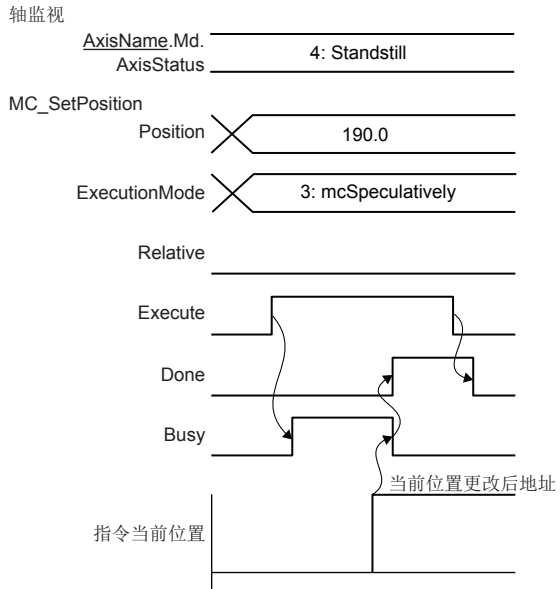 轴监视
AxisName.Md.
AxisStatus
4: Standstill
MC_SetPosition
Position
190.0
ExecutionMode
3: mcSpeculatively
Relative
Execute
Done
Busy
当前位置更改后地址
指令当前位置